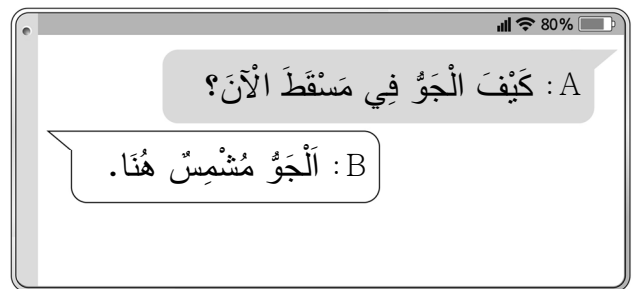 80%
A: كَيْفَ الْجَوُّ فِي مَسْقَطَ الْآنَ؟
B: اَلْجَوُّ مُشْمِسٌ هُنَا.